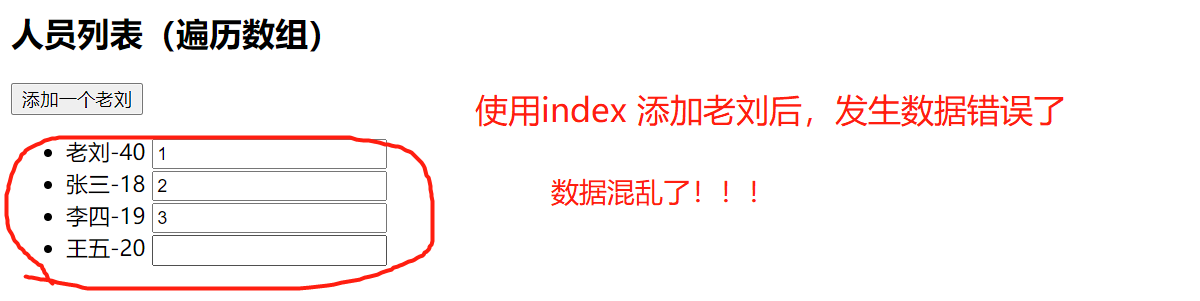 人员列表（遍历数组）
添加一个老刘
使用index 添加老刘后，发生数据错误了
老刘-40 1
张三-18 2
数据混乱了！！！
李四-19 3
王五-20